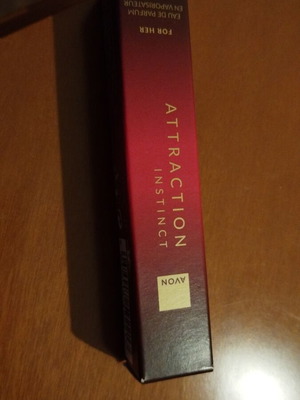 ATTRACTION
INSTINCT
AVON
FOR HER
EAU DE PARFUM
EN VAPORISATEUR